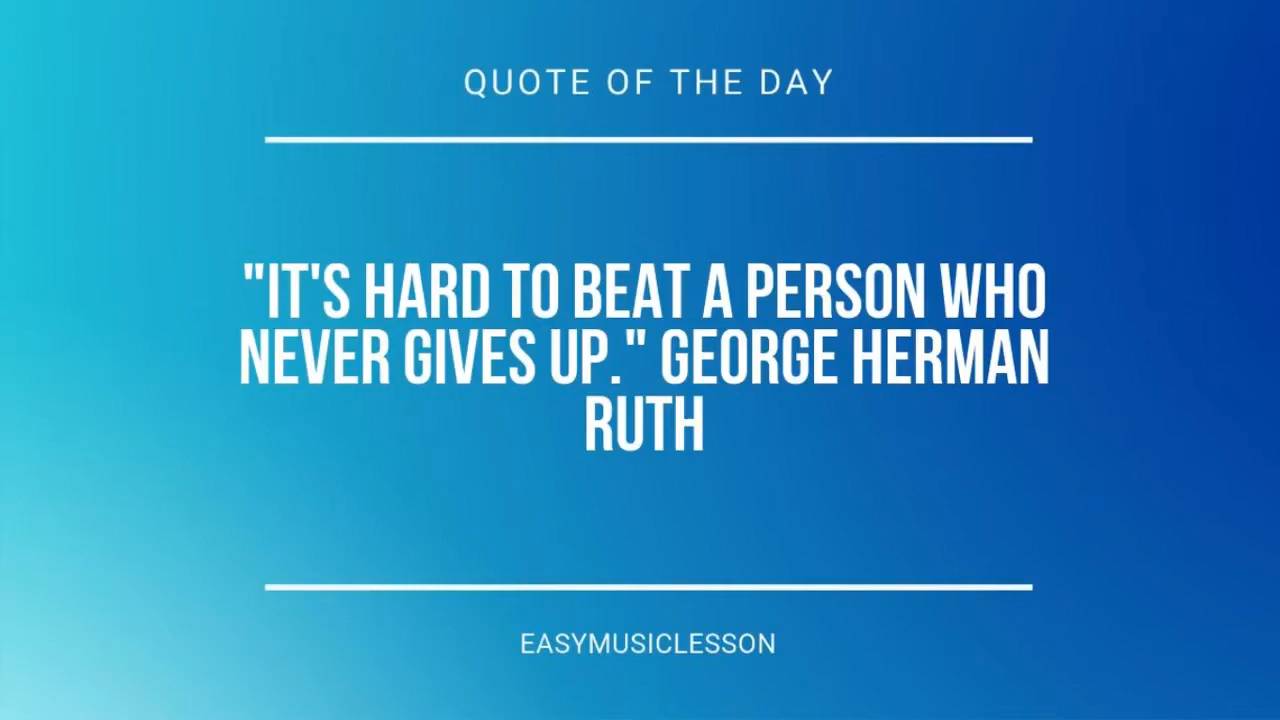 QUOTE OF THE DAY
"IT'S HARD TO BEAT A PERSON WHO
NEVER GIVES UP." GEORGE HERMAN
RUTH
EASYMUSICLESSON